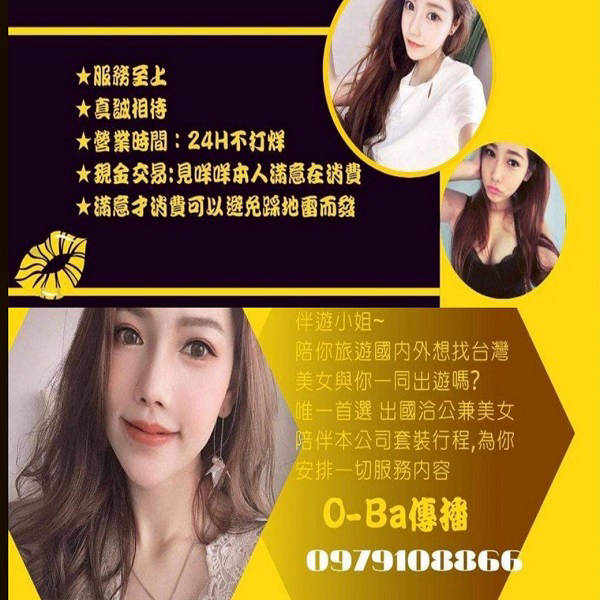 ★服務至上
★真誠相待
★營業時間：24H不打烊
★現金交易:見咩咩本人滿意在消費
★滿意才消費可以避免踩地雷而發
伴遊小姐~
陪你旅遊國內外想找台灣
美女與你一同出遊嗎?
唯一首選 出國洽公兼美女
陪伴本公司套裝行程,為你
安排一切服務內容
O-Ba傳播
0979108866